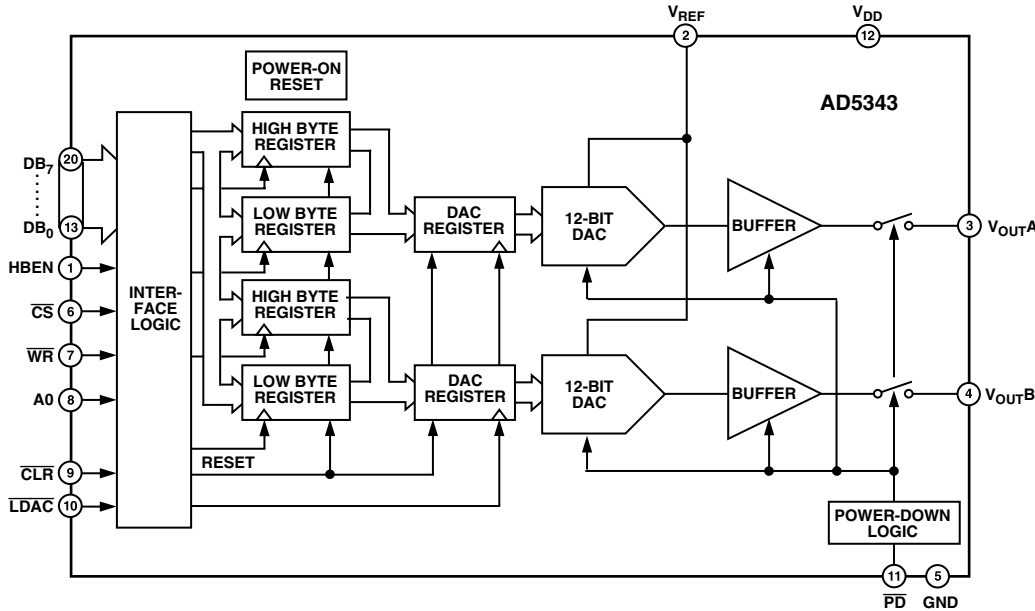 V_REF
2
V_DD
12
POWER-ON
RESET
AD5343
HIGH BYTE
REGISTER
DB7
20
DB0
13
LOW BYTE
REGISTER
DAC
REGISTER
12-BIT
DAC
BUFFER
3
V_OUTA
HBEN
1
INTER-
FACE
LOGIC
HIGH BYTE
REGISTER
CS
6
WR
7
A0
8
LOW BYTE
REGISTER
DAC
REGISTER
12-BIT
DAC
BUFFER
4
V_OUTB
RESET
CLR
9
LDAC
10
POWER-DOWN
LOGIC
11
5
PD
GND